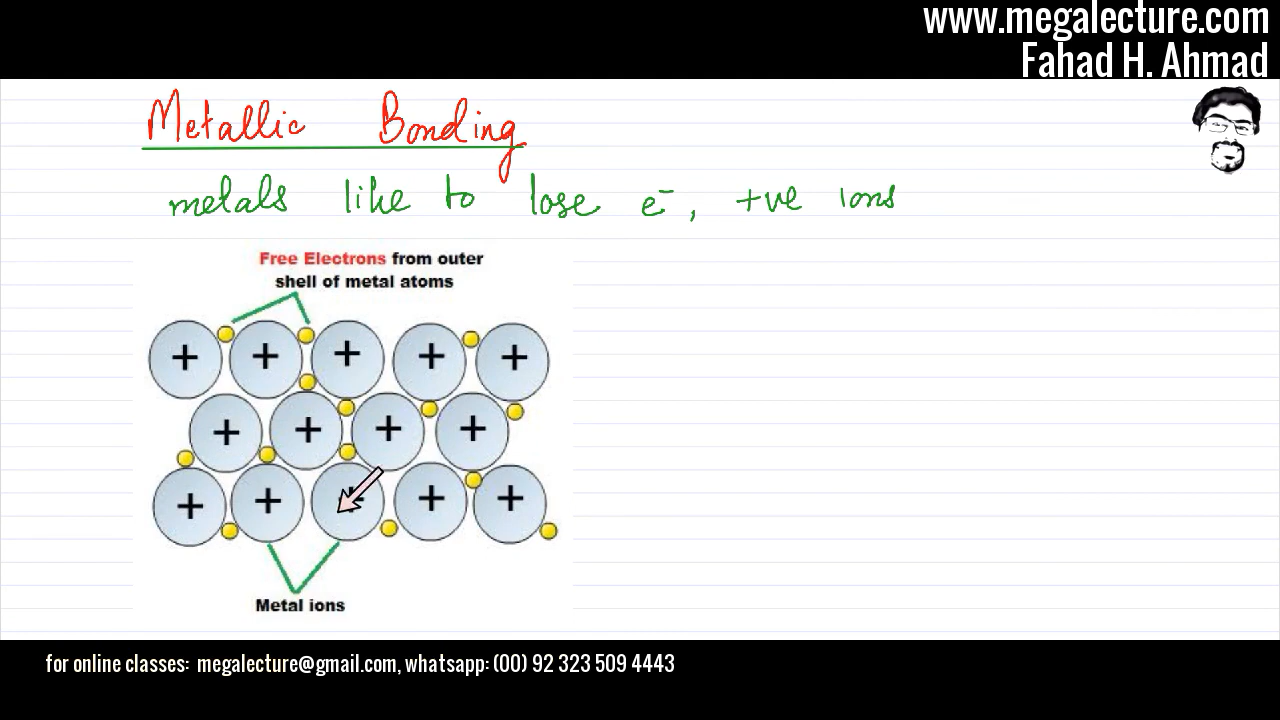 www.megalecture.com
Fahad H. Ahmad
Metallic Bonding
metals like to lose e⁻, +ve ions
Free Electrons from outer
shell of metal atoms
+ + + + +
+ + + +
+ + + + +
Metal ions
for online classes: megalecture@gmail.com, whatsapp: (00) 92 323 509 4443